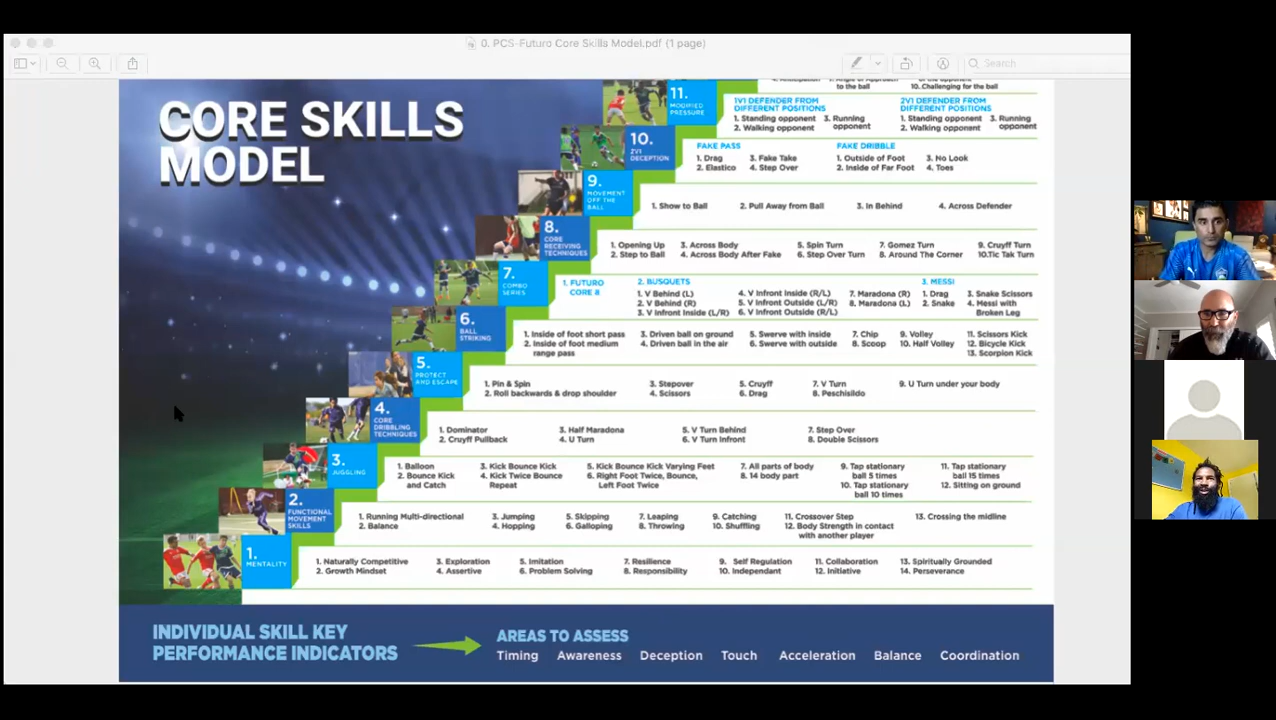 0. PCS-Futuro Core Skills Model.pdf (1 page)
Search
CORE SKILLS
MODEL
to the ball
10. Challenging for the ball
11.
MODIFIED
PRESSURE
1V1 DEFENDER FROM
DIFFERENT POSITIONS
1. Standing opponent
2. Walking opponent
3. Running
opponent
2V1 DEFENDER FROM
DIFFERENT POSITIONS
1. Standing opponent
2. Walking opponent
3. Running
opponent
10.
2V1
DECEPTION
FAKE PASS
1. Drag
2. Elastico
3. Fake Take
4. Step Over
FAKE DRIBBLE
1. Outside of Foot
2. Inside of Far Foot
3. No Look
4. Toes
9.
MOVEMENT
OFF THE
BALL
1. Show to Ball
2. Pull Away from Ball
3. In Behind
4. Across Defender
8.
CORE
RECEIVING
TECHNIQUES
1. Opening Up
2. Step to Ball
3. Across Body
4. Across Body After Fake
5. Spin Turn
6. Step Over Turn
7. Gomez Turn
8. Around The Corner
9. Cruyff Turn
10.Tic Tak Turn
7.
COMBO
SERIES
1. FUTURO
CORE 8
2. BUSQUETS
1. V Behind (L)
2. V Behind (R)
3. V Infront Inside (L/R)
4. V Infront Inside (R/L)
5. V Infront Outside (L/R)
6. V Infront Outside (R/L)
7. Maradona (R)
8. Maradona (L)
3. MESSI
1. Drag
2. Snake
3. Snake Scissors
4. Messi with
Broken Leg
6.
BALL
STRIKING
1. Inside of foot short pass
2. Inside of foot medium
range pass
3. Driven ball on ground
4. Driven ball in the air
5. Swerve with inside
6. Swerve with outside
7. Chip
8. Scoop
9. Volley
10. Half Volley
11. Scissors Kick
12. Bicycle Kick
13. Scorpion Kick
5.
PROTECT
AND ESCAPE
1. Pin & Spin
2. Roll backwards & drop shoulder
3. Stepover
4. Scissors
5. Cruyff
6. Drag
7. V Turn
8. Peschisildo
9. U Turn under your body
4.
CORE
DRIBBLING
TECHNIQUES
1. Dominator
2. Cruyff Pullback
3. Half Maradona
4. U Turn
5. V Turn Behind
6. V Turn Infront
7. Step Over
8. Double Scissors
3.
JUGGLING
1. Balloon
2. Bounce Kick
and Catch
3. Kick Bounce Kick
4. Kick Twice Bounce
Repeat
5. Kick Bounce Kick Varying Feet
6. Right Foot Twice, Bounce,
Left Foot Twice
7. All parts of body
8. 14 body part
9. Tap stationary
ball 5 times
10. Tap stationary
ball 10 times
11. Tap stationary
ball 15 times
12. Sitting on ground
2.
FUNCTIONAL
MOVEMENT
SKILLS
1. Running Multi-directional
2. Balance
3. Jumping
4. Hopping
5. Skipping
6. Galloping
7. Leaping
8. Throwing
9. Catching
10. Shuffling
11. Crossover Step
12. Body Strength in contact
with another player
13. Crossing the midline
1.
MENTALITY
1. Naturally Competitive
2. Growth Mindset
3. Exploration
4. Assertive
5. Imitation
6. Problem Solving
7. Resilience
8. Responsibility
9. Self Regulation
10. Independant
11. Collaboration
12. Initiative
13. Spiritually Grounded
14. Perseverance
INDIVIDUAL SKILL KEY
PERFORMANCE INDICATORS
AREAS TO ASSESS
Timing Awareness Deception Touch Acceleration Balance Coordination